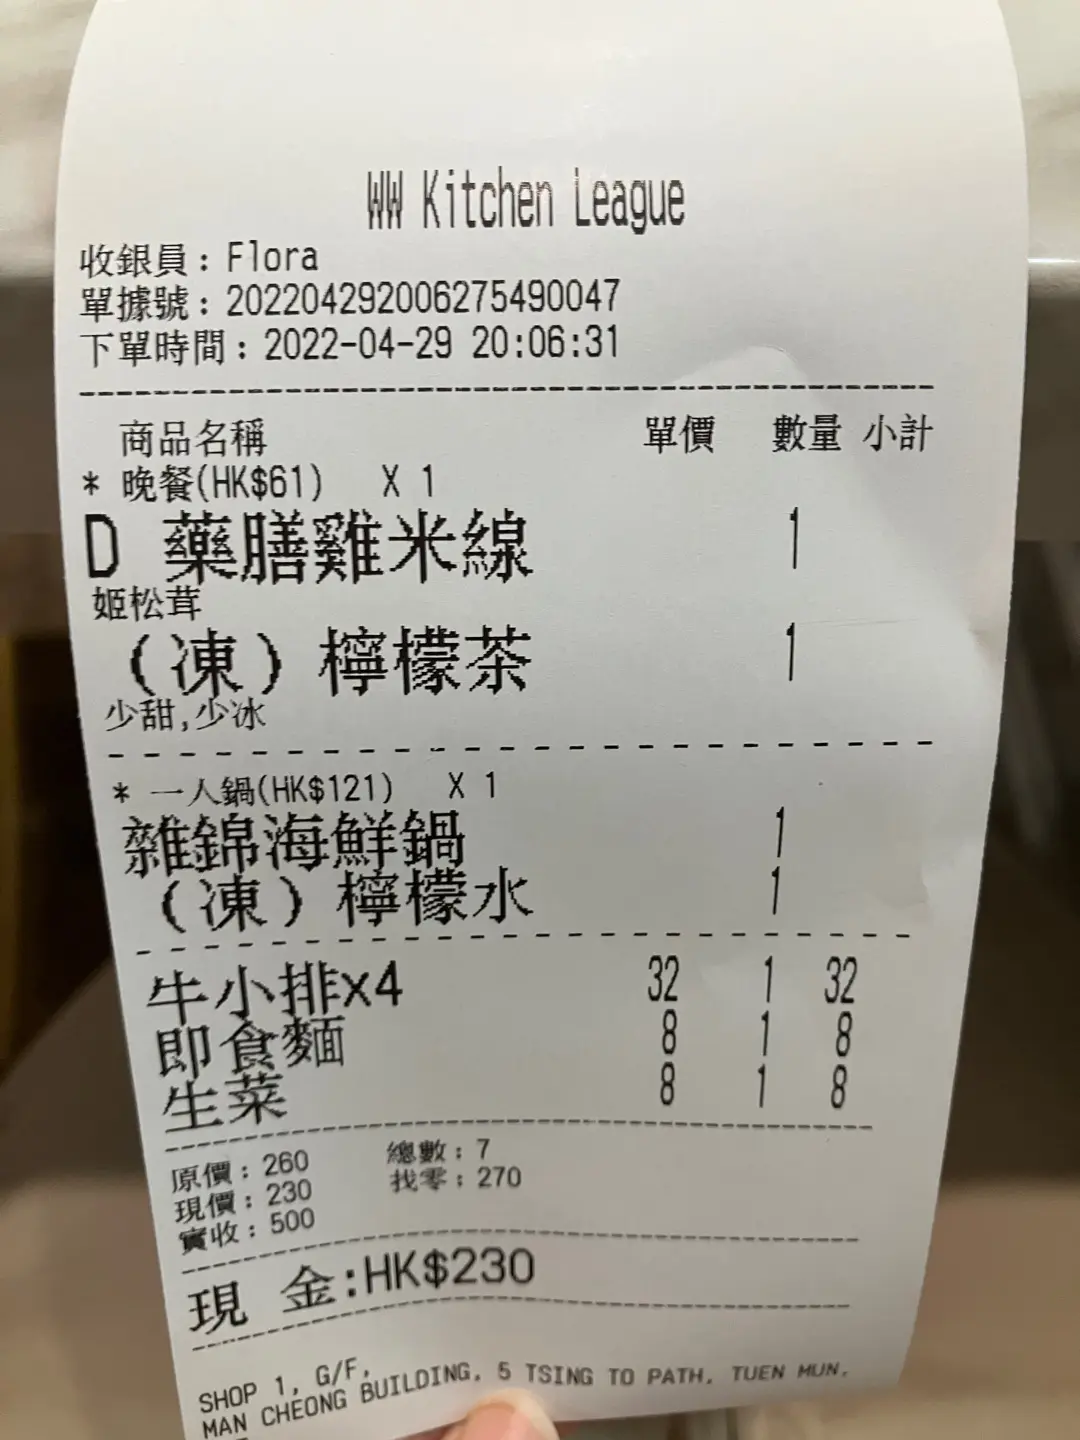 WW Kitchen League
收銀員：Flora
單據號：202204292006275490047
下單時間：2022-04-29 20:06:31
商品名稱 單價 數量 小計
* 晚餐(HK$61) X 1
D 藥膳雞米線 1
姬松茸
(凍) 檸檬茶 1
少甜,少冰
* 一人鍋(HK$121) X 1
雜錦海鮮鍋 1
(凍) 檸檬水 1
牛小排x4 32 1 32
即食麵 8 1 8
生菜 8 1 8
原價：260 總數：7
現價：230 找零：270
實收：500
現 金:HK$230
SHOP 1, G/F,
MAN CHEONG BUILDING, 5 TSING TO PATH, TUEN MUN,